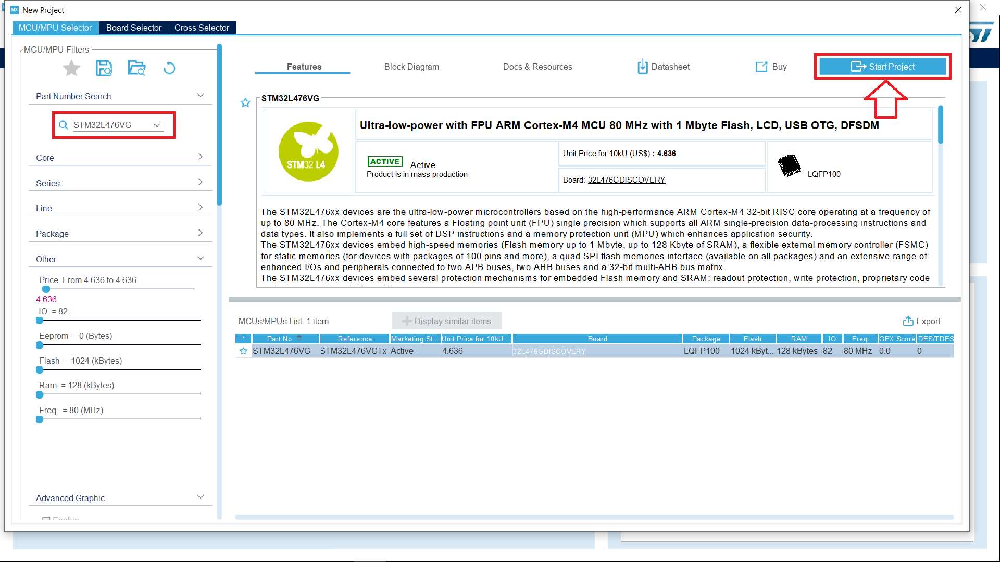 MX New Project
MCU/MPU Selector Board Selector Cross Selector
MCU/MPU Filters
Part Number Search
STM32L476VG
Core
Series
Line
Package
Other
Price From 4.636 to 4.636
4.636
IO = 82
Eeprom = 0 (Bytes)
Flash = 1024 (kBytes)
Ram = 128 (kBytes)
Freq. = 80 (MHz)
Advanced Graphic
Enable
Features Block Diagram Docs & Resources Datasheet Buy Start Project
STM32L476VG
STM32 L4
Ultra-low-power with FPU ARM Cortex-M4 MCU 80 MHz with 1 Mbyte Flash, LCD, USB OTG, DFSDM
ACTIVE Active
Product is in mass production
Unit Price for 10kU (US$) : 4.636
Board: 32L476GDISCOVERY
LQFP100
The STM32L476xx devices are the ultra-low-power microcontrollers based on the high-performance ARM Cortex-M4 32-bit RISC core operating at a frequency of
up to 80 MHz. The Cortex-M4 core features a Floating point unit (FPU) single precision which supports all ARM single-precision data-processing instructions and
data types. It also implements a full set of DSP instructions and a memory protection unit (MPU) which enhances application security.
The STM32L476xx devices embed high-speed memories (Flash memory up to 1 Mbyte, up to 128 Kbyte of SRAM), a flexible external memory controller (FSMC)
for static memories (for devices with packages of 100 pins and more), a quad SPI flash memories interface (available on all packages) and an extensive range of
enhanced I/Os and peripherals connected to two APB buses, two AHB buses and a 32-bit multi-AHB bus matrix.
The STM32L476xx devices embed several protection mechanisms for embedded Flash memory and SRAM: readout protection, write protection, proprietary code
MCUs/MPUs List: 1 item Display similar items Export
* Part No Reference Marketing St... Unit Price for 10kU ... Board Package Flash RAM IO Freq. GFX Score DES/TDES
STM32L476VG STM32L476VGTx Active 4.636 32L476GDISCOVERY LQFP100 1024 kByt... 128 kBytes 82 80 MHz 0.0 0